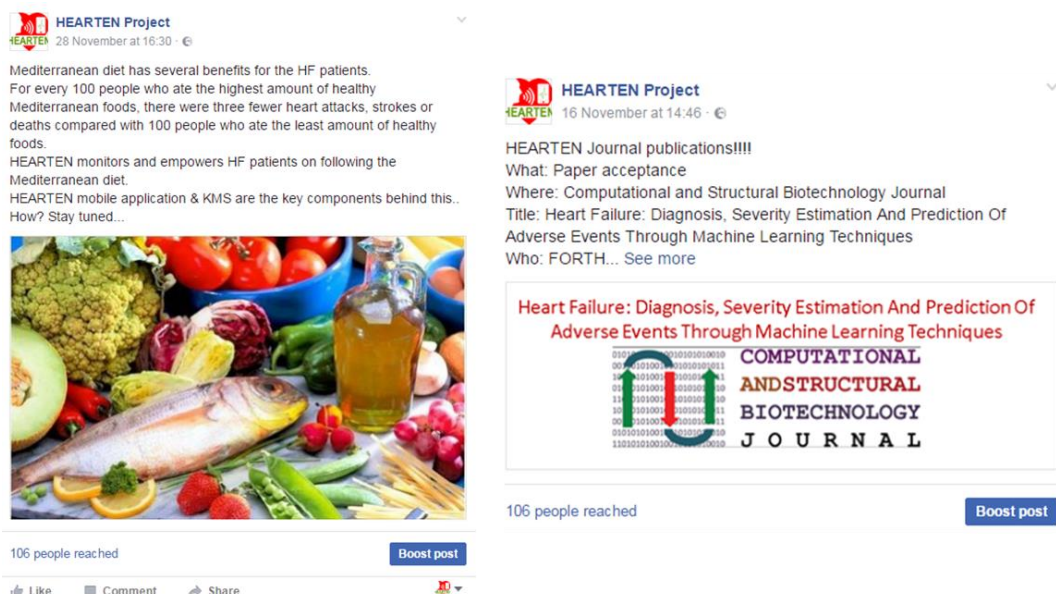 HEARTEN Project
28 November at 16:30 ·
HEARTEN
Mediterranean diet has several benefits for the HF patients.
For every 100 people who ate the highest amount of healthy
Mediterranean foods, there were three fewer heart attacks, strokes or
deaths compared with 100 people who ate the least amount of healthy
foods.
HEARTEN monitors and empowers HF patients on following the
Mediterranean diet.
HEARTEN mobile application & KMS are the key components behind this..
How? Stay tuned...
106 people reached
Boost post
Like Comment Share
HEARTEN Project
16 November at 14:46 ·
HEARTEN
HEARTEN Journal publications!!!!
What: Paper acceptance
Where: Computational and Structural Biotechnology Journal
Title: Heart Failure: Diagnosis, Severity Estimation And Prediction Of
Adverse Events Through Machine Learning Techniques
Who: FORTH... See more
Heart Failure: Diagnosis, Severity Estimation And Prediction Of
Adverse Events Through Machine Learning Techniques
COMPUTATIONAL
ANDSTRUCTURAL
BIOTECHNOLOGY
JOURNAL
106 people reached
Boost post